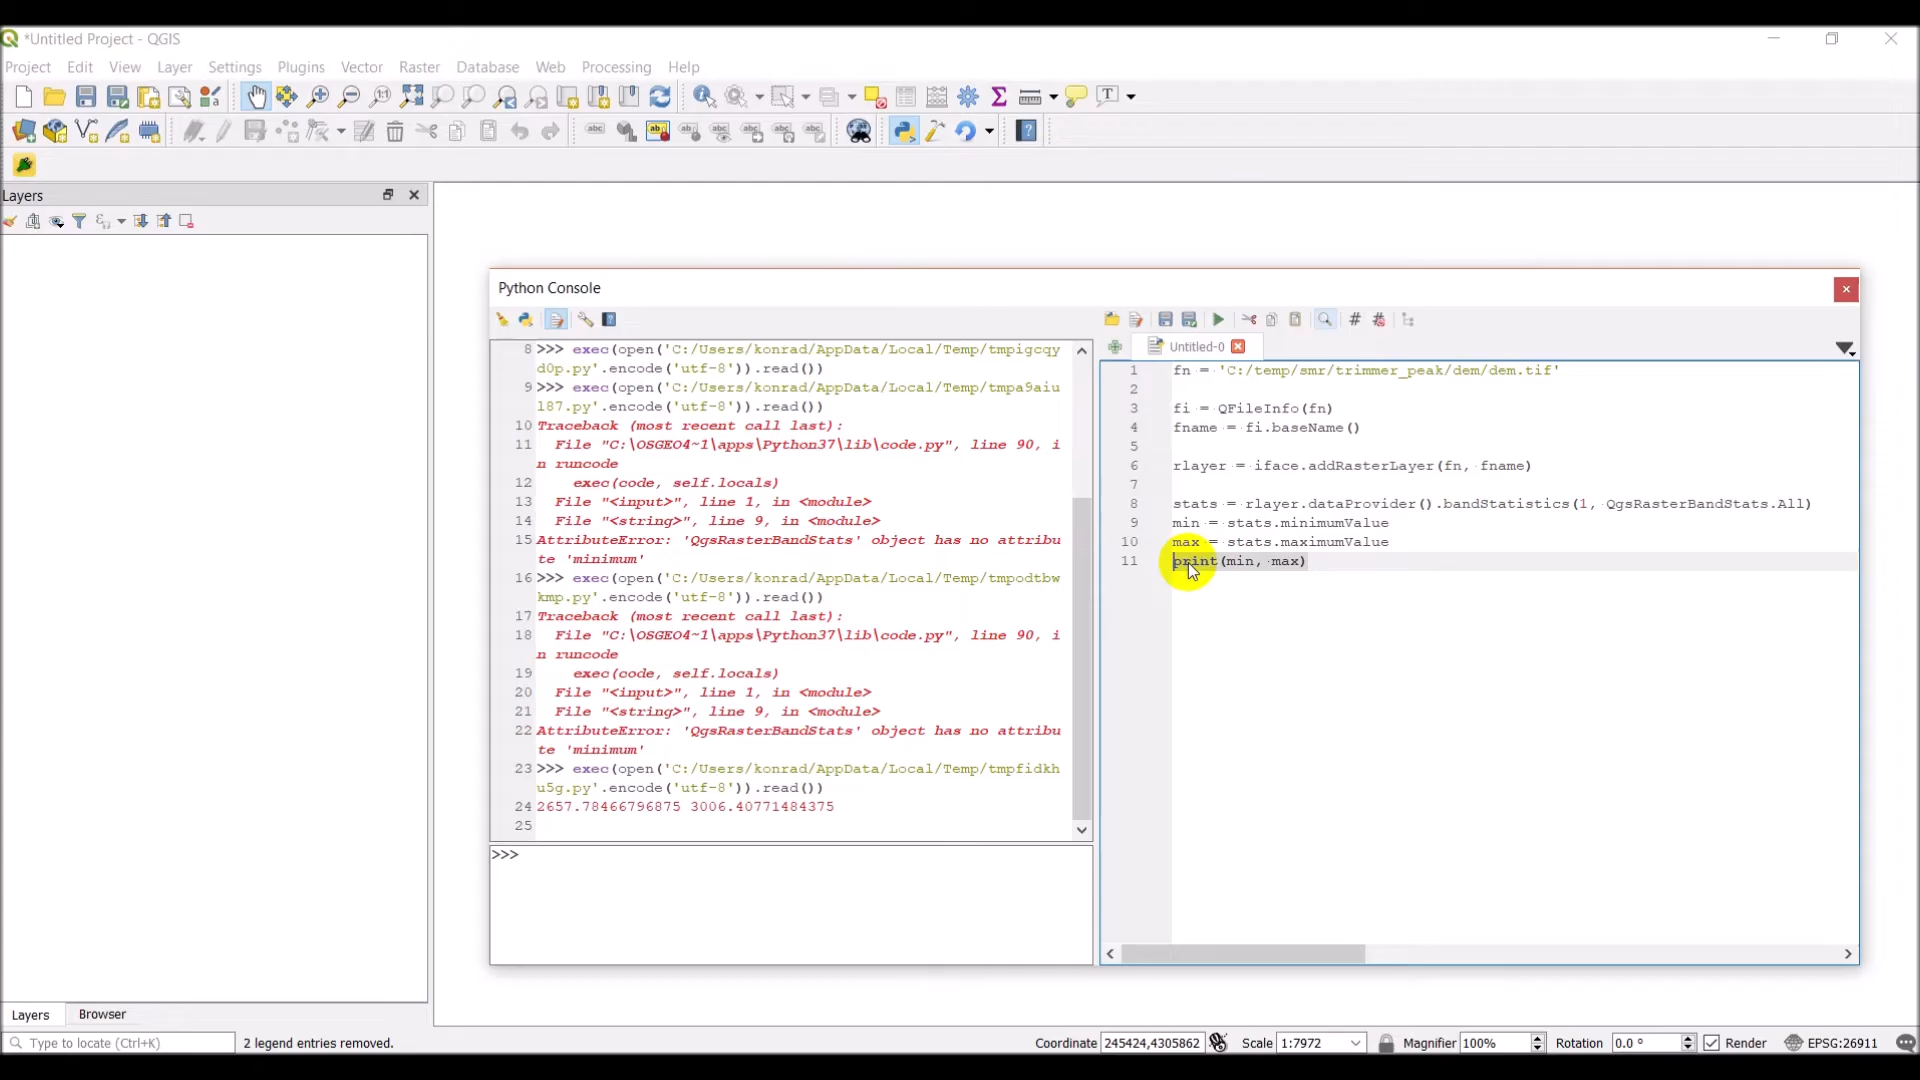 *Untitled Project - QGIS
Project Edit View Layer Settings Plugins Vector Raster Database Web Processing Help
Layers
Python Console
Untitled-0
8 >>> exec(open('C:/Users/konrad/AppData/Local/Temp/tmpigcqy
d0p.py'.encode('utf-8')).read())
9 >>> exec(open('C:/Users/konrad/AppData/Local/Temp/tmpa9aiu
l87.py'.encode('utf-8')).read())
10 Traceback (most recent call last):
11 File "C:\OSGEO4~1\apps\Python37\lib\code.py", line 90, i
n runcode
12 exec(code, self.locals)
13 File "<input>", line 1, in <module>
14 File "<string>", line 9, in <module>
15 AttributeError: 'QgsRasterBandStats' object has no attribu
te 'minimum'
16 >>> exec(open('C:/Users/konrad/AppData/Local/Temp/tmpodtbw
kmp.py'.encode('utf-8')).read())
17 Traceback (most recent call last):
18 File "C:\OSGEO4~1\apps\Python37\lib\code.py", line 90, i
n runcode
19 exec(code, self.locals)
20 File "<input>", line 1, in <module>
21 File "<string>", line 9, in <module>
22 AttributeError: 'QgsRasterBandStats' object has no attribu
te 'minimum'
23 >>> exec(open('C:/Users/konrad/AppData/Local/Temp/tmpfidkh
u5g.py'.encode('utf-8')).read())
24 2657.78466796875 3006.40771484375
25
>>>
1 fn = 'C:/temp/smr/trimmer_peak/dem/dem.tif'
2
3 fi = QFileInfo(fn)
4 fname = fi.baseName()
5
6 rlayer = iface.addRasterLayer(fn, fname)
7
8 stats = rlayer.dataProvider().bandStatistics(1, QgsRasterBandStats.All)
9 min = stats.minimumValue
10 max = stats.maximumValue
11 print(min, max)
Layers Browser
Type to locate (Ctrl+K) 2 legend entries removed. Coordinate 245424,4305862 Scale 1:7972 Magnifier 100% Rotation 0.0 ° Render EPSG:26911